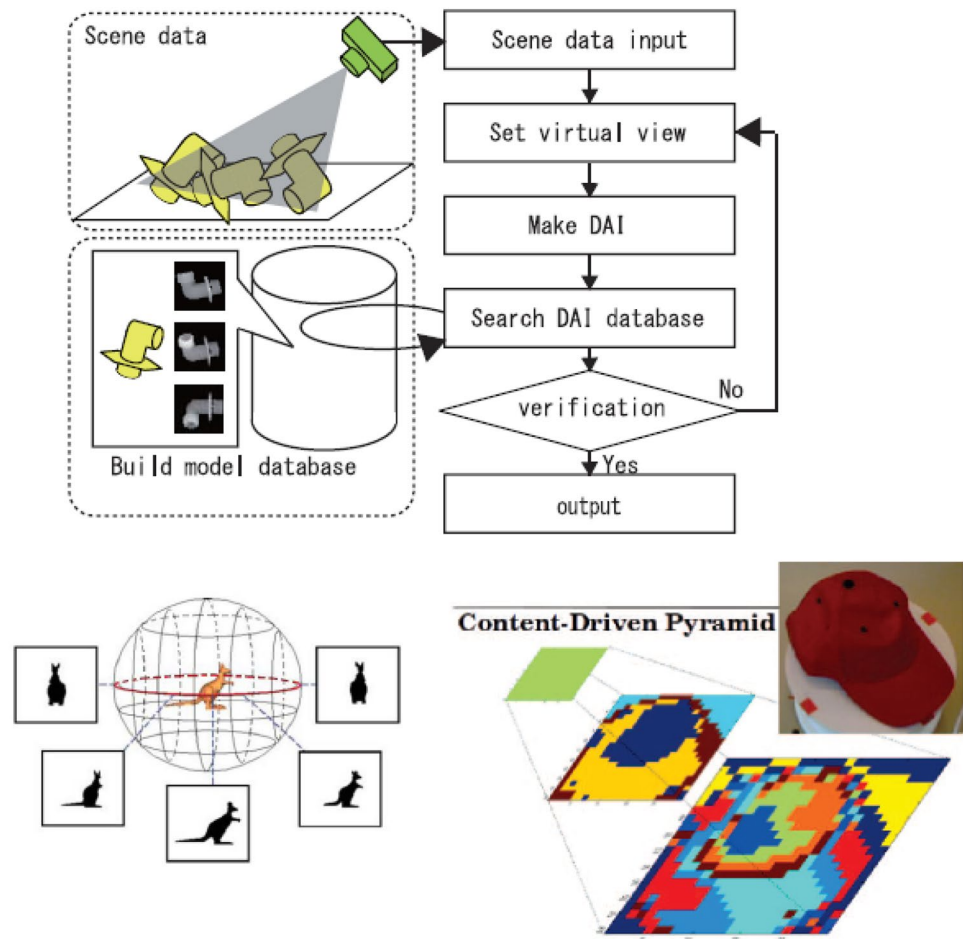 Scene data
Scene data input
Set virtual view
Make DAI
Search DAI database
No
verification
Build model database
Yes
output
Content-Driven Pyramid